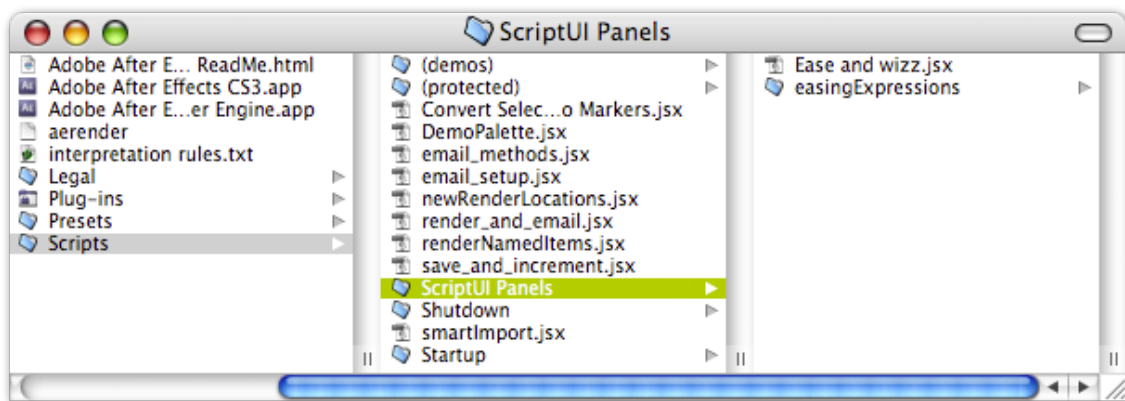 ScriptUI Panels
Adobe After E... ReadMe.html
Adobe After Effects CS3.app
Adobe After E...er Engine.app
aerender
interpretation rules.txt
Legal
Plug-ins
Presets
Scripts
(demos)
(protected)
Convert Selec...o Markers.jsx
DemoPalette.jsx
email_methods.jsx
email_setup.jsx
newRenderLocations.jsx
render_and_email.jsx
renderNamedItems.jsx
save_and_increment.jsx
ScriptUI Panels
Shutdown
smartImport.jsx
Startup
Ease and wizz.jsx
easingExpressions